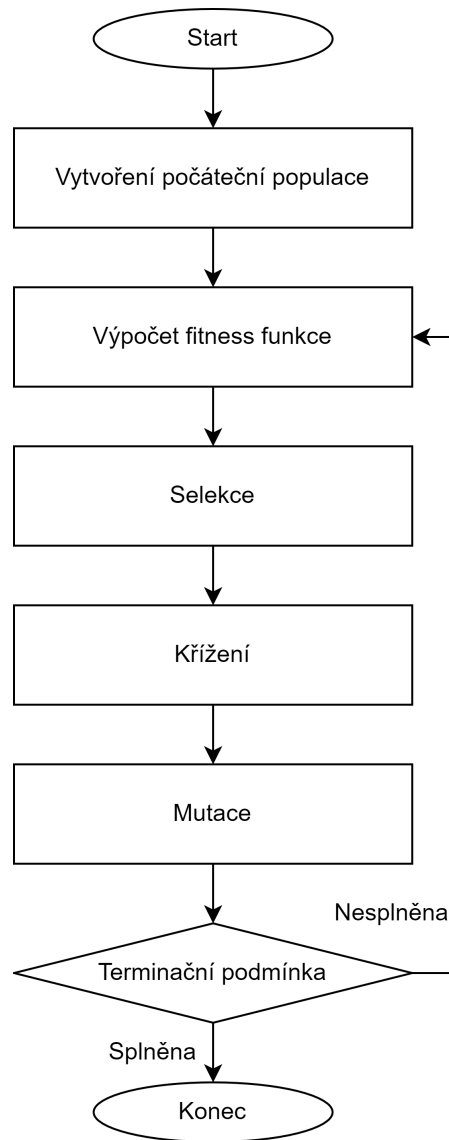 Start
Vytvoření počáteční populace
Výpočet fitness funkce
Selekce
Křížení
Mutace
Nesplněna
Terminační podmínka
Splněna
Konec